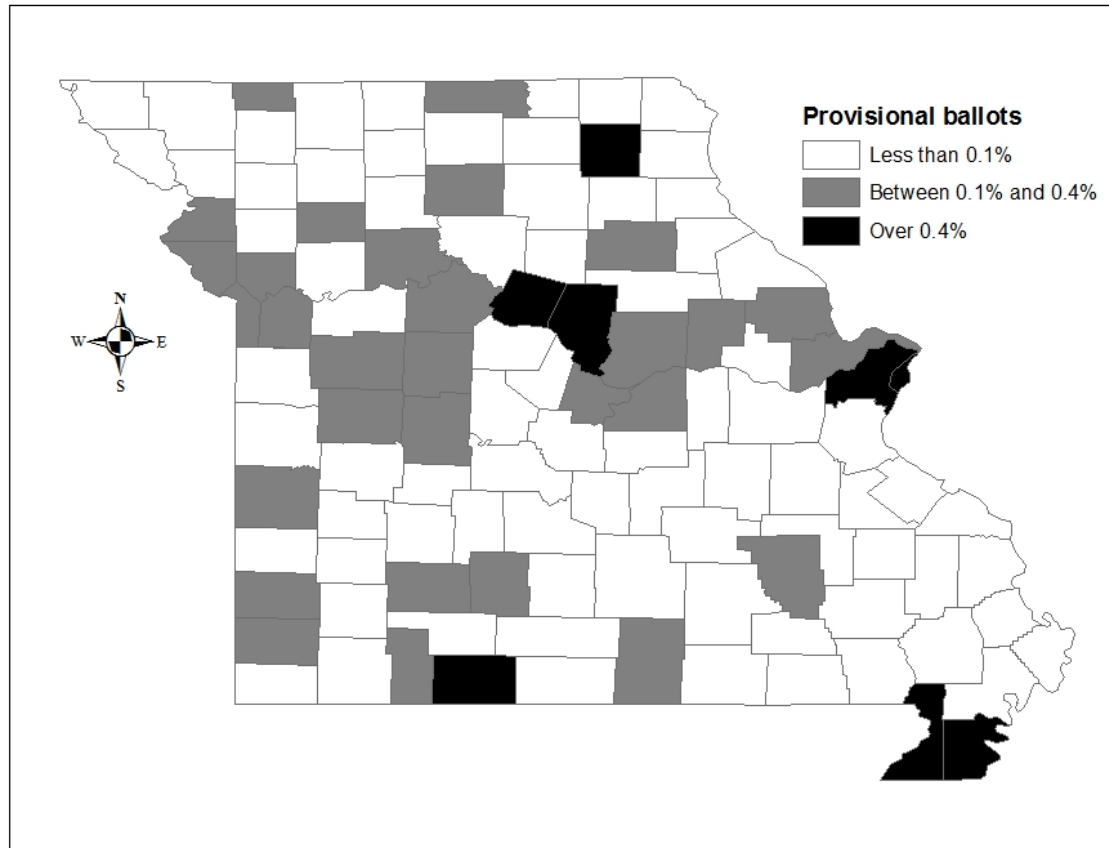 Provisional ballots
Less than 0.1%
Between 0.1% and 0.4%
Over 0.4%
N
W E
S